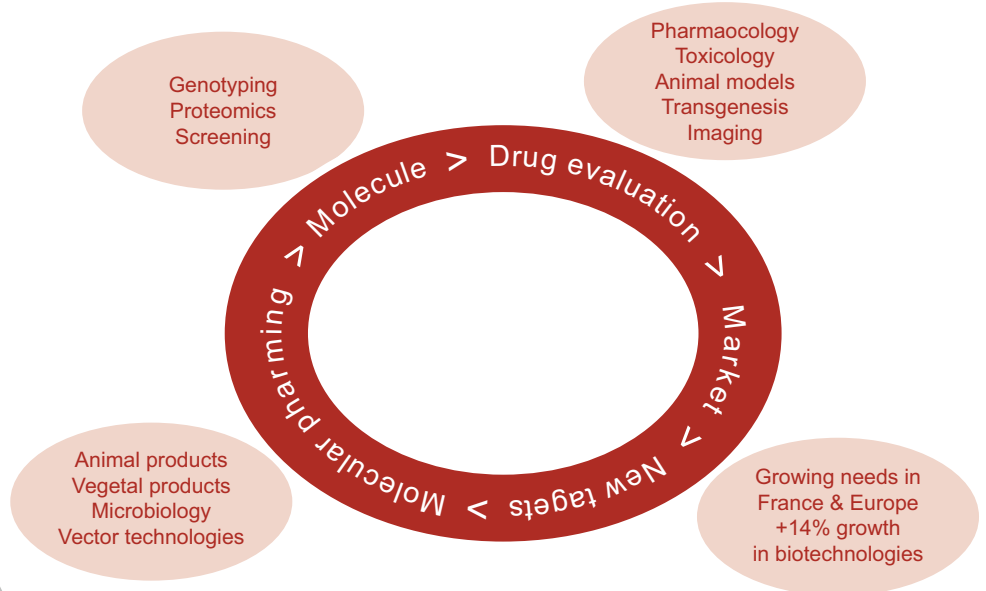 Genotyping
Proteomics
Screening
Pharmaocology
Toxicology
Animal models
Transgenesis
Imaging
Molecular pharming > Molecule > Drug evaluation > Market > New tagets >
Animal products
Vegetal products
Microbiology
Vector technologies
Growing needs in
France & Europe
+14% growth
in biotechnologies